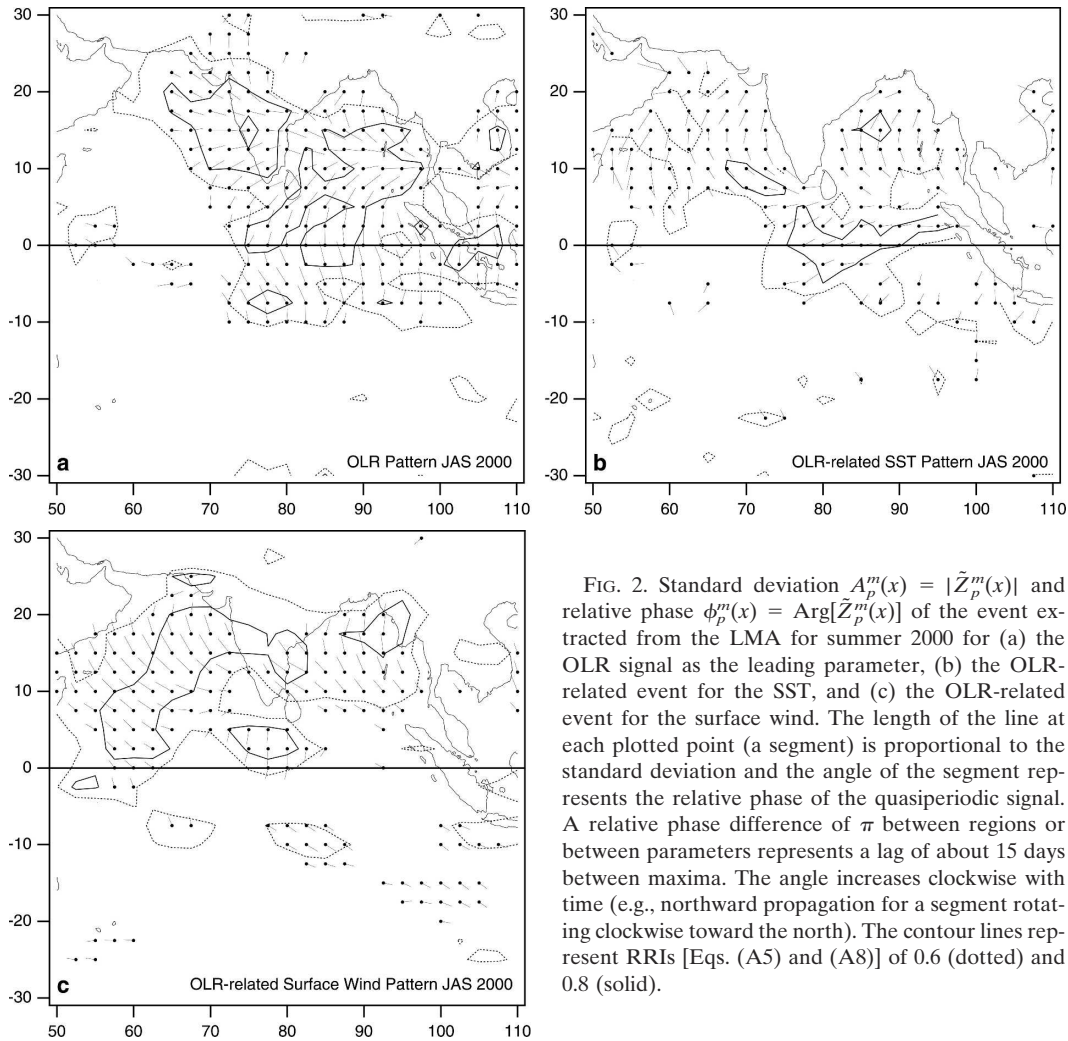 30
20
10
0
-10
-20
-30
a
OLR Pattern JAS 2000
50 60 70 80 90 100 110
30
20
10
0
-10
-20
-30
b
OLR-related SST Pattern JAS 2000
50 60 70 80 90 100 110
30
20
10
0
-10
-20
-30
c
OLR-related Surface Wind Pattern JAS 2000
50 60 70 80 90 100 110
FIG. 2. Standard deviation $A_p^m(x) = |\tilde{Z}_p^m(x)|$ and
relative phase $\phi_p^m(x) = \mathrm{Arg}[\tilde{Z}_p^m(x)]$ of the event ex-
tracted from the LMA for summer 2000 for (a) the
OLR signal as the leading parameter, (b) the OLR-
related event for the SST, and (c) the OLR-related
event for the surface wind. The length of the line at
each plotted point (a segment) is proportional to the
standard deviation and the angle of the segment rep-
resents the relative phase of the quasiperiodic signal.
A relative phase difference of π between regions or
between parameters represents a lag of about 15 days
between maxima. The angle increases clockwise with
time (e.g., northward propagation for a segment rotat-
ing clockwise toward the north). The contour lines rep-
resent RRIs [Eqs. (A5) and (A8)] of 0.6 (dotted) and
0.8 (solid).